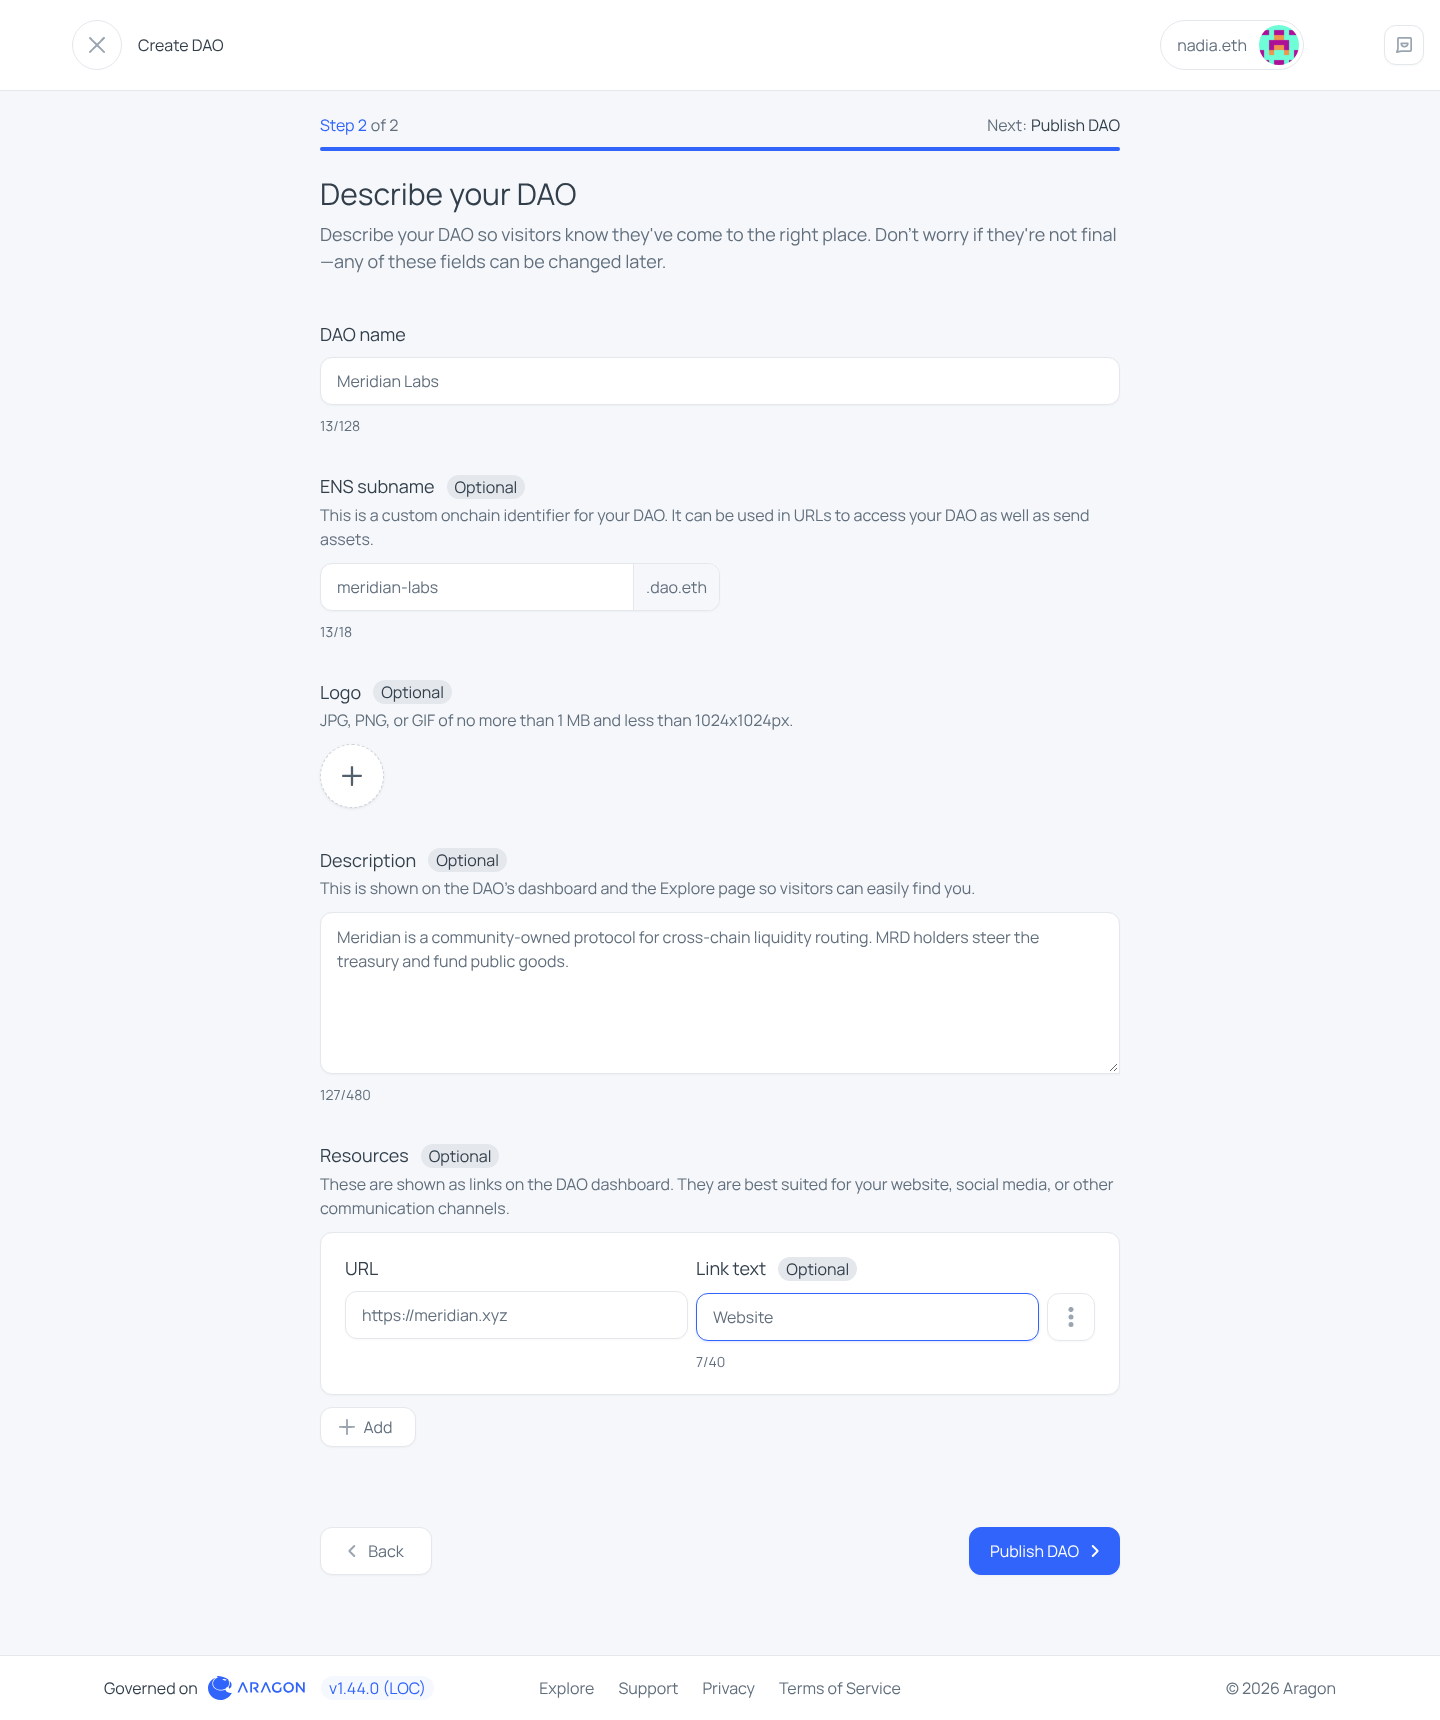 Create DAO
nadia.eth
Step 2 of 2
Next: Publish DAO
Describe your DAO
Describe your DAO so visitors know they've come to the right place. Don't worry if they're not final
—any of these fields can be changed later.
DAO name
Meridian Labs
13/128
ENS subname Optional
This is a custom onchain identifier for your DAO. It can be used in URLs to access your DAO as well as send
assets.
meridian-labs .dao.eth
13/18
Logo Optional
JPG, PNG, or GIF of no more than 1 MB and less than 1024x1024px.
Description Optional
This is shown on the DAO's dashboard and the Explore page so visitors can easily find you.
Meridian is a community-owned protocol for cross-chain liquidity routing. MRD holders steer the
treasury and fund public goods.
127/480
Resources Optional
These are shown as links on the DAO dashboard. They are best suited for your website, social media, or other
communication channels.
URL
Link text Optional
https://meridian.xyz
Website
7/40
Add
Back
Publish DAO
Governed on ARAGON v1.44.0 (LOC)
Explore Support Privacy Terms of Service
© 2026 Aragon